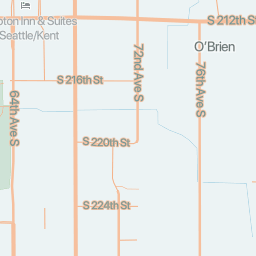 pton Inn & Suites
Seattle/Kent
S 212th St
O'Brien
S 216th St
72nd Ave S
76th Ave S
64th Ave S
S 220th St
S 224th St